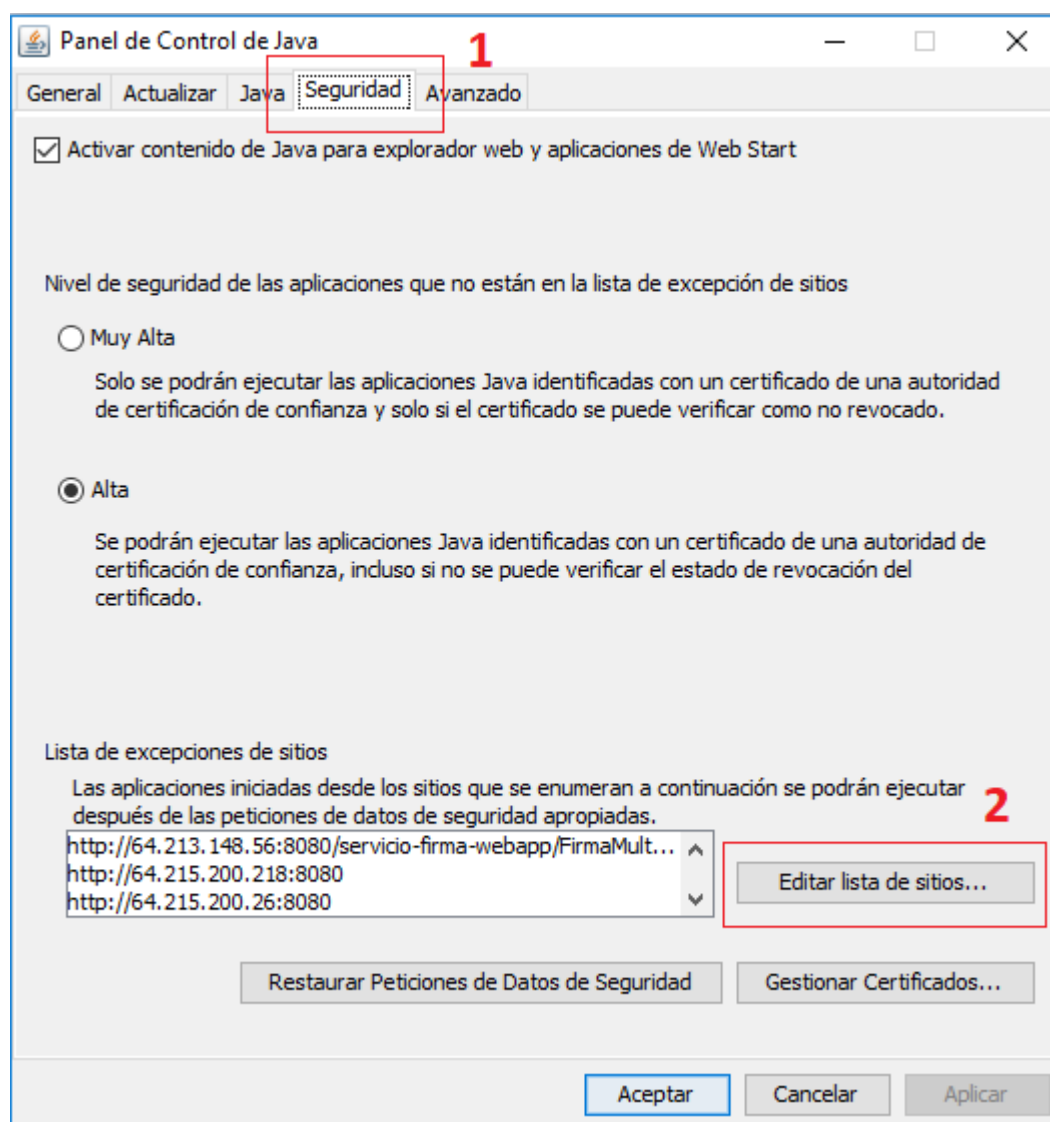 Panel de Control de Java
1
General Actualizar Java Seguridad Avanzado
Activar contenido de Java para explorador web y aplicaciones de Web Start
Nivel de seguridad de las aplicaciones que no están en la lista de excepción de sitios
Muy Alta
Solo se podrán ejecutar las aplicaciones Java identificadas con un certificado de una autoridad
de certificación de confianza y solo si el certificado se puede verificar como no revocado.
Alta
Se podrán ejecutar las aplicaciones Java identificadas con un certificado de una autoridad de
certificación de confianza, incluso si no se puede verificar el estado de revocación del
certificado.
Lista de excepciones de sitios
Las aplicaciones iniciadas desde los sitios que se enumeran a continuación se podrán ejecutar
después de las peticiones de datos de seguridad apropiadas.
2
http://64.213.148.56:8080/servicio-firma-webapp/FirmaMult...
http://64.215.200.218:8080
http://64.215.200.26:8080
Editar lista de sitios...
Restaurar Peticiones de Datos de Seguridad Gestionar Certificados...
Aceptar Cancelar Aplicar